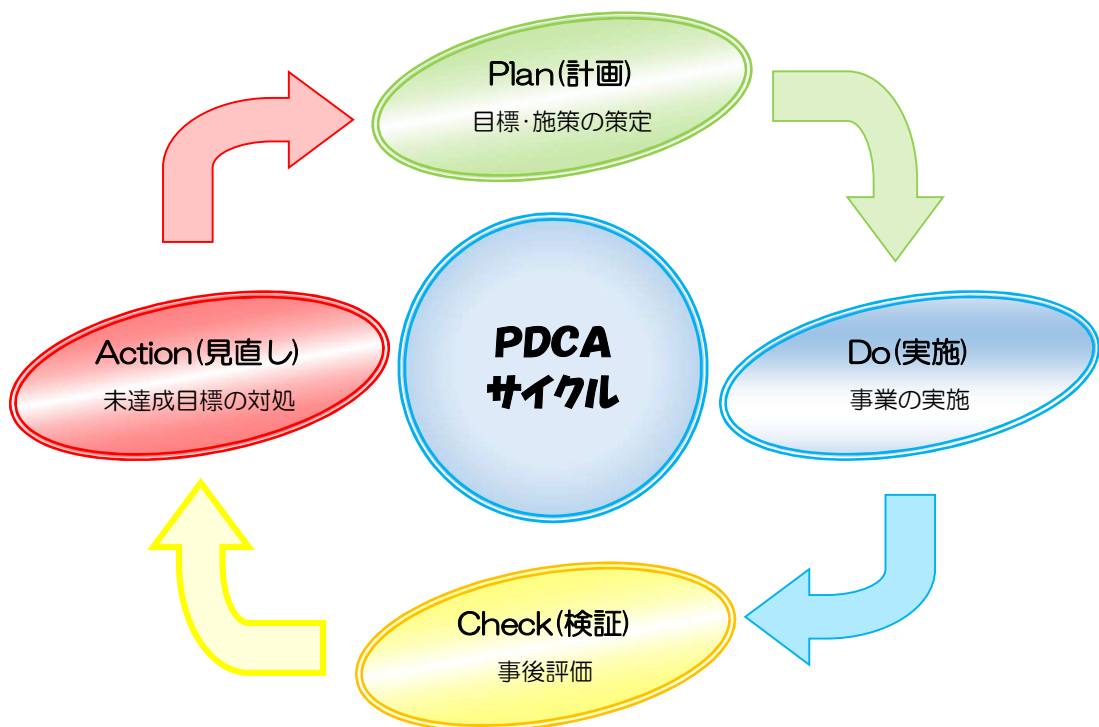 Plan(計画)
目標・施策の策定
Action(見直し)
未達成目標の対処
PDCA
サイクル
Do(実施)
事業の実施
Check(検証)
事後評価